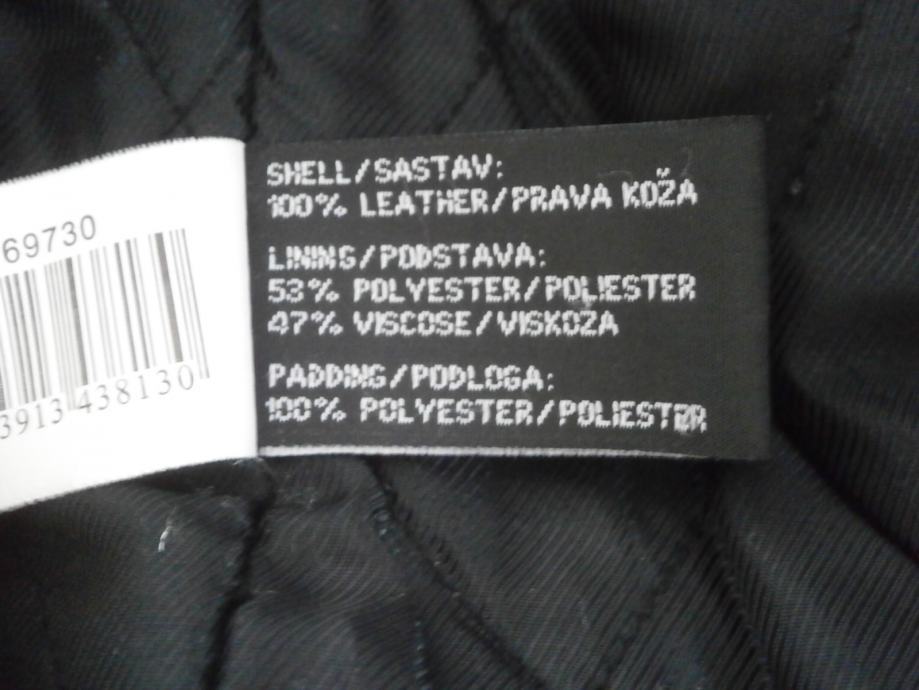 69730
3913 438130
SHELL/SASTAV:
100% LEATHER/PRAVA KOŽA
LINING/PODSTAVA:
53% POLYESTER/POLIESTER
47% VISCOSE/VISKOZA
PADDING/PODLOGA:
100% POLYESTER/POLIESTER